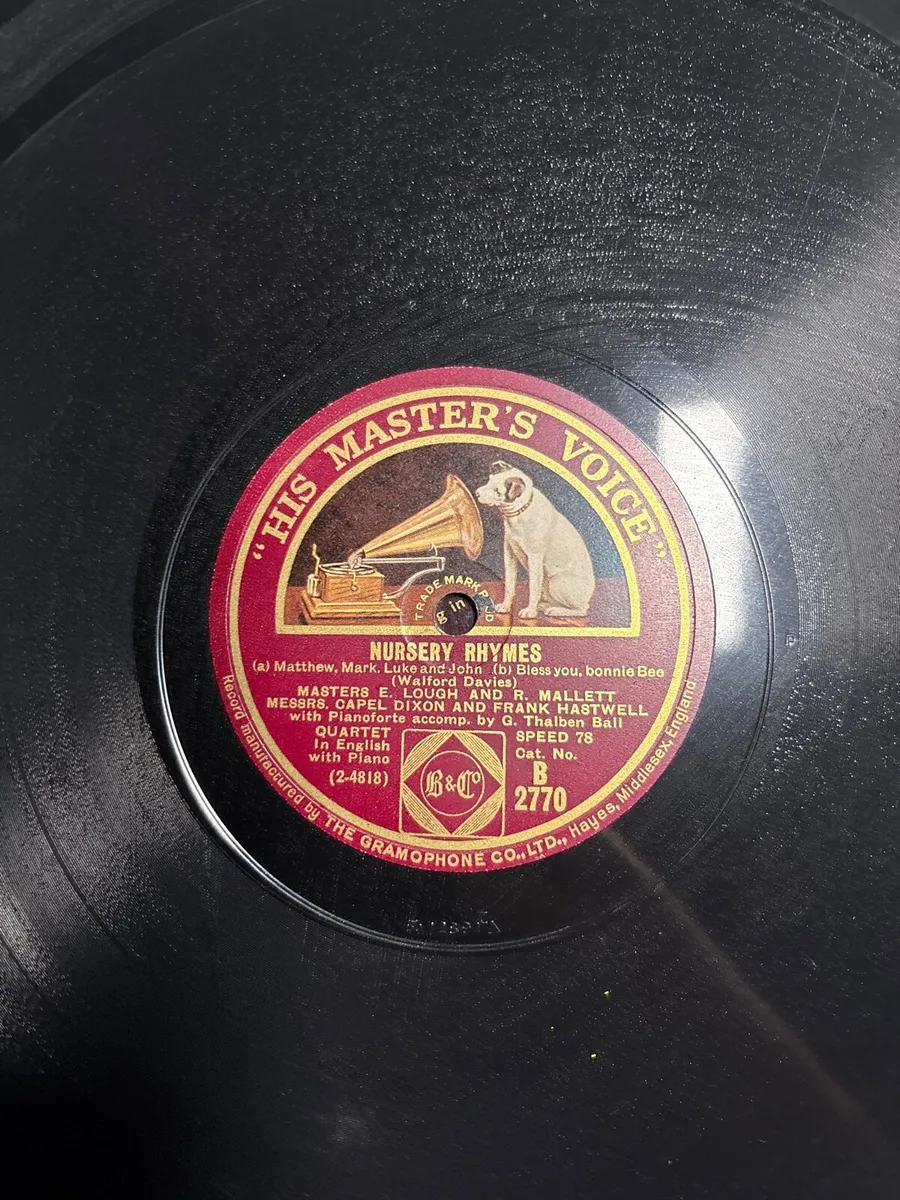 "HIS MASTER'S VOICE"
TRADE MARK
g in
NURSERY RHYMES
(a) Matthew, Mark, Luke and John (b) Bless you, bonnie Bee
(Walford Davies)
MASTERS E. LOUGH AND R. MALLETT
MESSRS. CAPEL DIXON AND FRANK HASTWELL
with Pianoforte accomp. by G. Thalben Ball
QUARTET
In English
with Piano
(2-4818)
B & Co
SPEED 78
Cat. No.
B
2770
Record manufactured by THE GRAMOPHONE CO., LTD., Hayes, Middlesex, England.